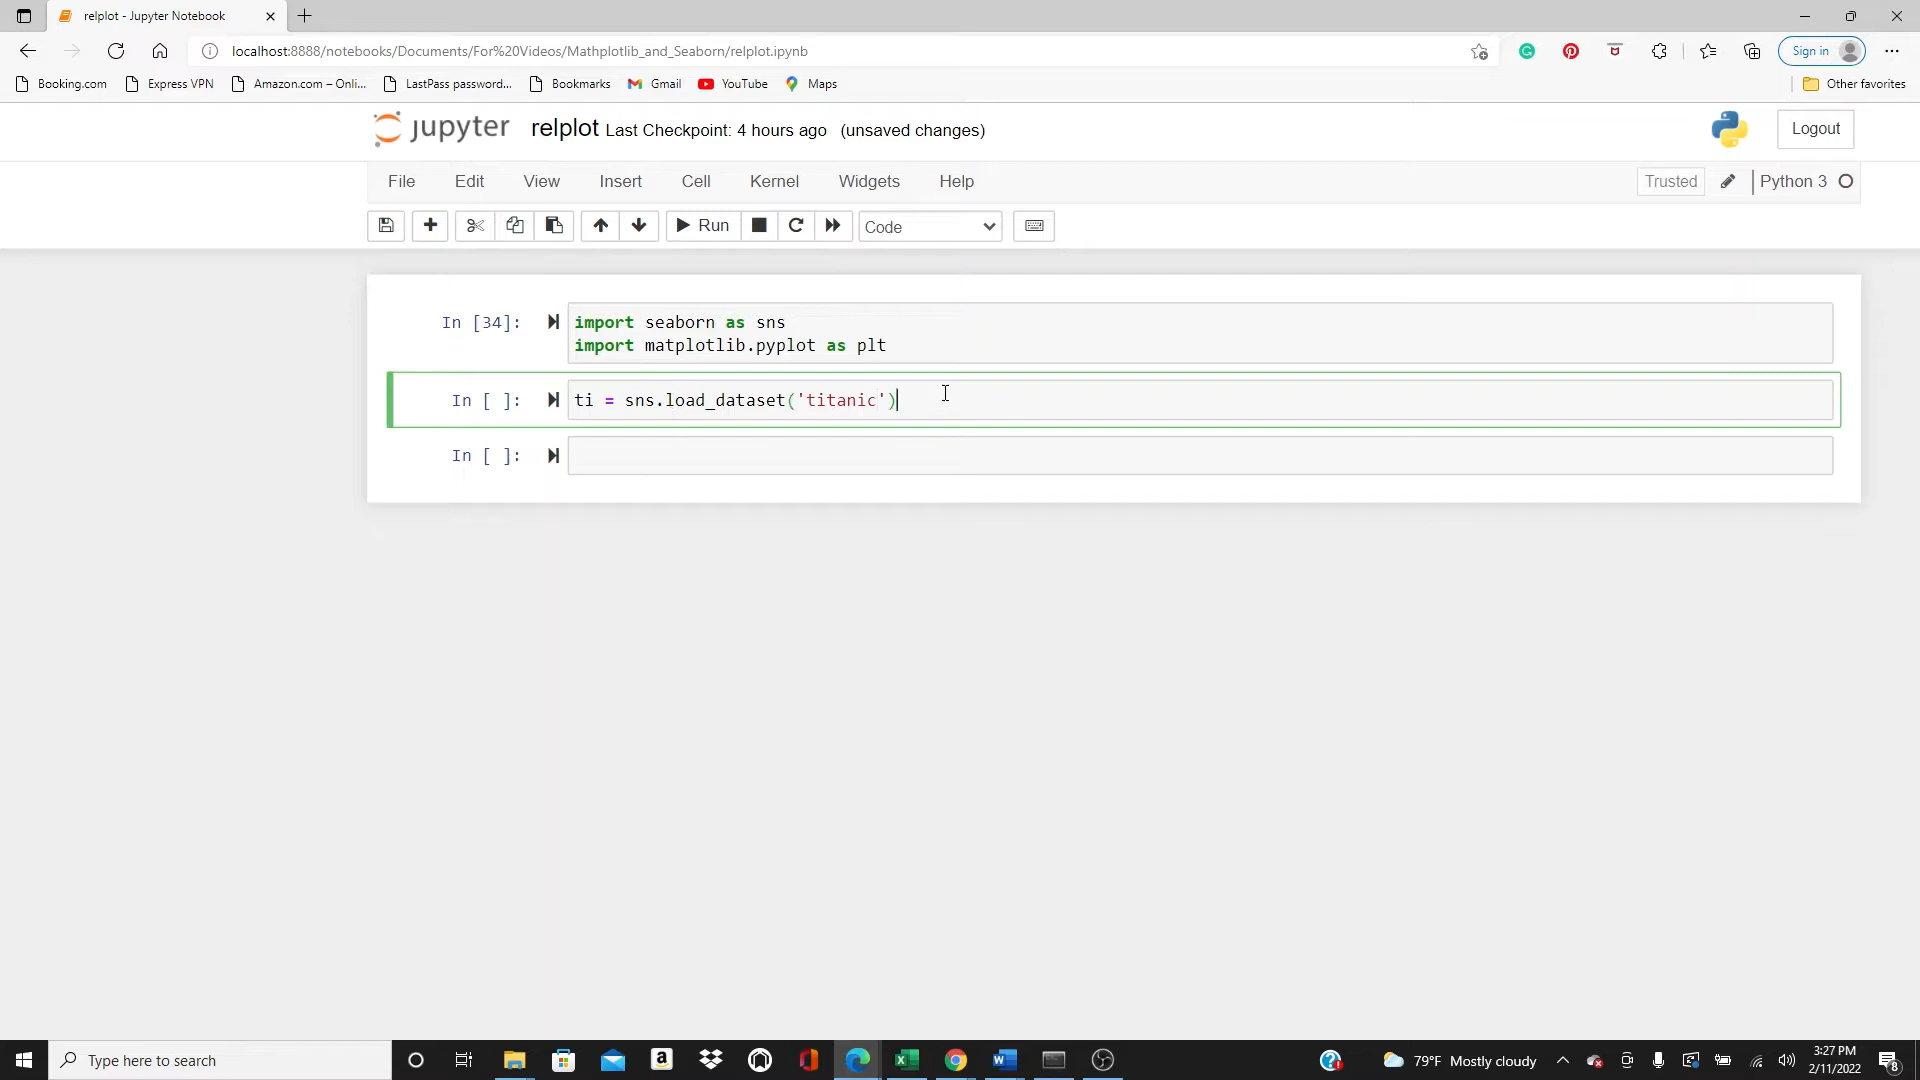 relplot - Jupyter Notebook
localhost:8888/notebooks/Documents/For%20Videos/Mathplotlib_and_Seaborn/relplot.ipynb
Sign in
Booking.com Express VPN Amazon.com – Onli... LastPass password... Bookmarks Gmail YouTube Maps Other favorites
jupyter relplot Last Checkpoint: 4 hours ago (unsaved changes) Logout
File Edit View Insert Cell Kernel Widgets Help Trusted Python 3
Run Code
In [34]: import seaborn as sns
import matplotlib.pyplot as plt
In [ ]: ti = sns.load_dataset('titanic')
In [ ]:
Type here to search 79°F Mostly cloudy 3:27 PM
2/11/2022 8